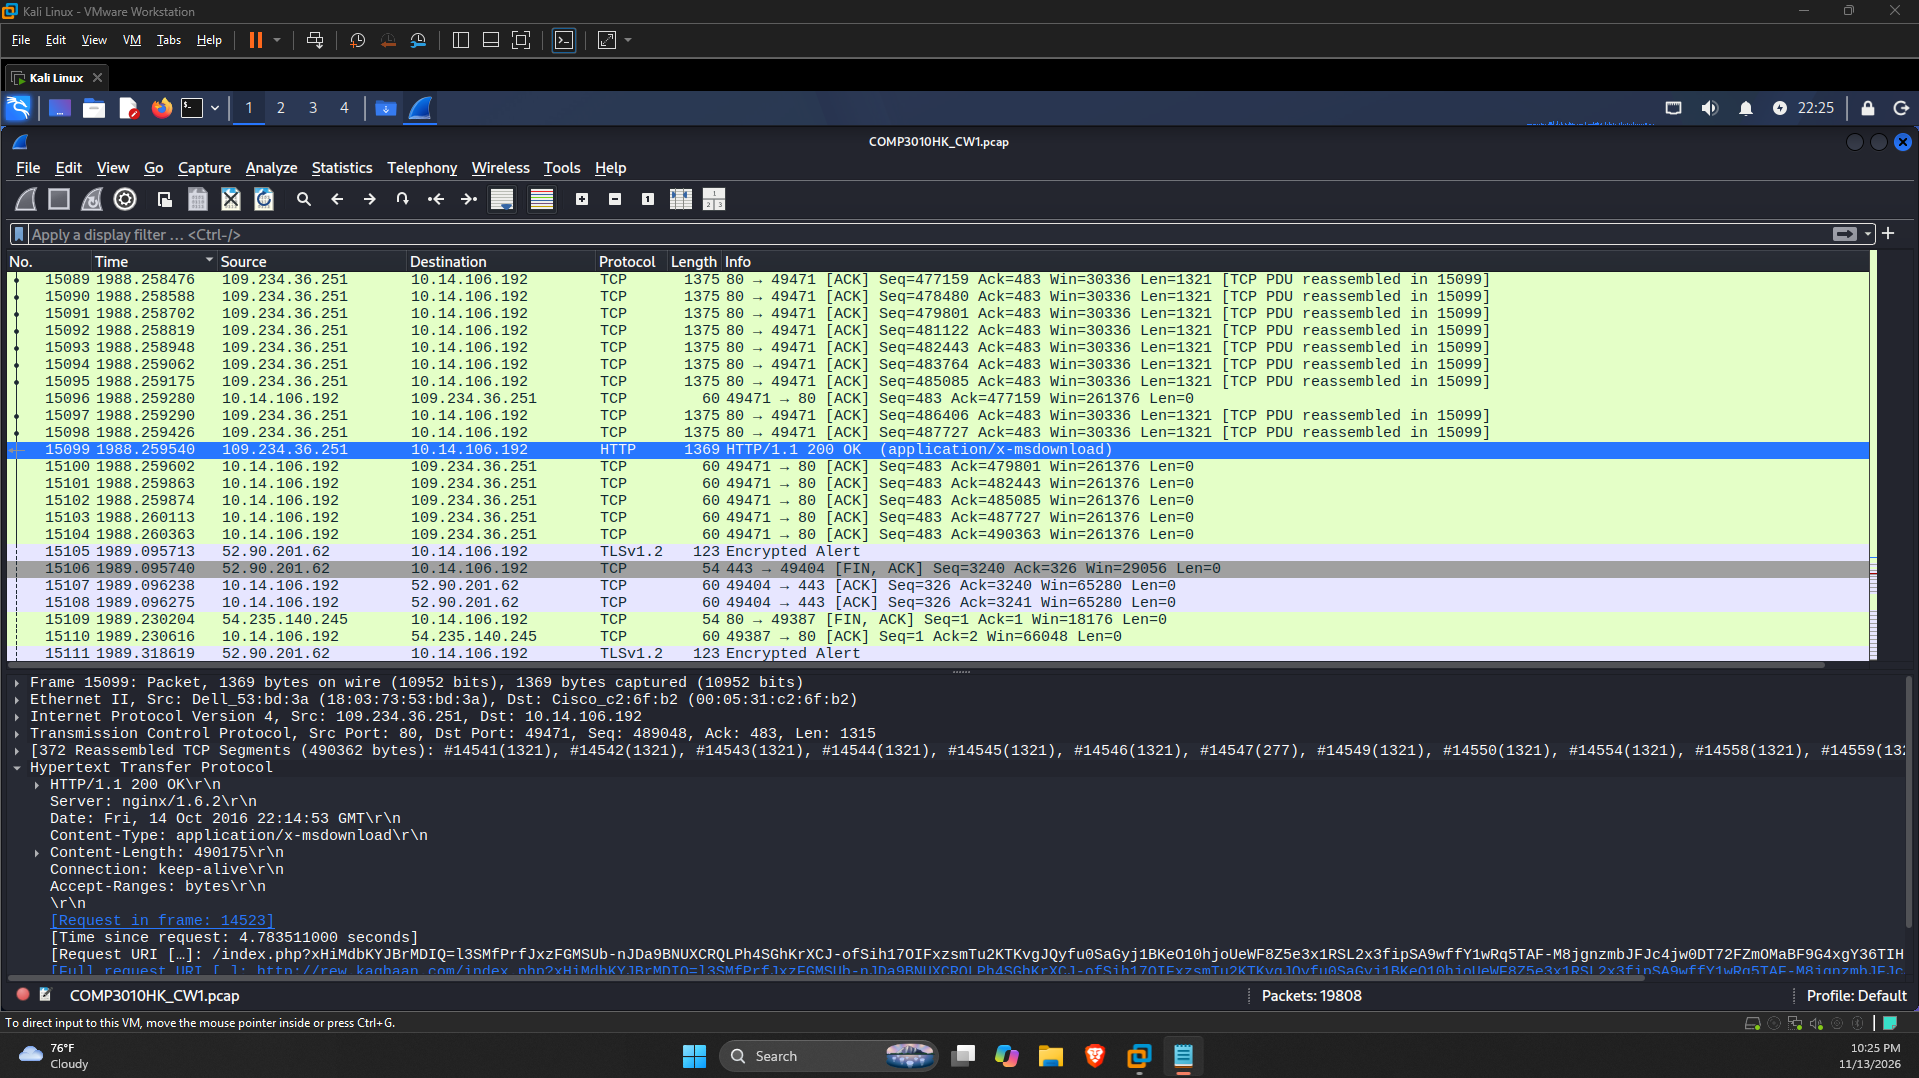 Kali Linux - VMware Workstation
File Edit View VM Tabs Help
Kali Linux
1 2 3 4
22:25
COMP3010HK_CW1.pcap
File Edit View Go Capture Analyze Statistics Telephony Wireless Tools Help
Apply a display filter ... <Ctrl-/>
No. Time Source Destination Protocol Length Info
15089 1988.258476 109.234.36.251 10.14.106.192 TCP 1375 80 → 49471 [ACK] Seq=477159 Ack=483 Win=30336 Len=1321 [TCP PDU reassembled in 15099]
15090 1988.258588 109.234.36.251 10.14.106.192 TCP 1375 80 → 49471 [ACK] Seq=478480 Ack=483 Win=30336 Len=1321 [TCP PDU reassembled in 15099]
15091 1988.258702 109.234.36.251 10.14.106.192 TCP 1375 80 → 49471 [ACK] Seq=479801 Ack=483 Win=30336 Len=1321 [TCP PDU reassembled in 15099]
15092 1988.258819 109.234.36.251 10.14.106.192 TCP 1375 80 → 49471 [ACK] Seq=481122 Ack=483 Win=30336 Len=1321 [TCP PDU reassembled in 15099]
15093 1988.258948 109.234.36.251 10.14.106.192 TCP 1375 80 → 49471 [ACK] Seq=482443 Ack=483 Win=30336 Len=1321 [TCP PDU reassembled in 15099]
15094 1988.259062 109.234.36.251 10.14.106.192 TCP 1375 80 → 49471 [ACK] Seq=483764 Ack=483 Win=30336 Len=1321 [TCP PDU reassembled in 15099]
15095 1988.259175 109.234.36.251 10.14.106.192 TCP 1375 80 → 49471 [ACK] Seq=485085 Ack=483 Win=30336 Len=1321 [TCP PDU reassembled in 15099]
15096 1988.259280 10.14.106.192 109.234.36.251 TCP 60 49471 → 80 [ACK] Seq=483 Ack=477159 Win=261376 Len=0
15097 1988.259290 109.234.36.251 10.14.106.192 TCP 1375 80 → 49471 [ACK] Seq=486406 Ack=483 Win=30336 Len=1321 [TCP PDU reassembled in 15099]
15098 1988.259426 109.234.36.251 10.14.106.192 TCP 1375 80 → 49471 [ACK] Seq=487727 Ack=483 Win=30336 Len=1321 [TCP PDU reassembled in 15099]
15099 1988.259540 109.234.36.251 10.14.106.192 HTTP 1369 HTTP/1.1 200 OK (application/x-msdownload)
15100 1988.259602 10.14.106.192 109.234.36.251 TCP 60 49471 → 80 [ACK] Seq=483 Ack=479801 Win=261376 Len=0
15101 1988.259863 10.14.106.192 109.234.36.251 TCP 60 49471 → 80 [ACK] Seq=483 Ack=482443 Win=261376 Len=0
15102 1988.259874 10.14.106.192 109.234.36.251 TCP 60 49471 → 80 [ACK] Seq=483 Ack=485085 Win=261376 Len=0
15103 1988.260113 10.14.106.192 109.234.36.251 TCP 60 49471 → 80 [ACK] Seq=483 Ack=487727 Win=261376 Len=0
15104 1988.260363 10.14.106.192 109.234.36.251 TCP 60 49471 → 80 [ACK] Seq=483 Ack=490363 Win=261376 Len=0
15105 1989.095713 52.90.201.62 10.14.106.192 TLSv1.2 123 Encrypted Alert
15106 1989.095740 52.90.201.62 10.14.106.192 TCP 54 443 → 49404 [FIN, ACK] Seq=3240 Ack=326 Win=29056 Len=0
15107 1989.096238 10.14.106.192 52.90.201.62 TCP 60 49404 → 443 [ACK] Seq=326 Ack=3240 Win=65280 Len=0
15108 1989.096275 10.14.106.192 52.90.201.62 TCP 60 49404 → 443 [ACK] Seq=326 Ack=3241 Win=65280 Len=0
15109 1989.230204 54.235.140.245 10.14.106.192 TCP 54 80 → 49387 [FIN, ACK] Seq=1 Ack=1 Win=18176 Len=0
15110 1989.230616 10.14.106.192 54.235.140.245 TCP 60 49387 → 80 [ACK] Seq=1 Ack=2 Win=66048 Len=0
15111 1989.318619 52.90.201.62 10.14.106.192 TLSv1.2 123 Encrypted Alert
Frame 15099: Packet, 1369 bytes on wire (10952 bits), 1369 bytes captured (10952 bits)
Ethernet II, Src: Dell_53:bd:3a (18:03:73:53:bd:3a), Dst: Cisco_c2:6f:b2 (00:05:31:c2:6f:b2)
Internet Protocol Version 4, Src: 109.234.36.251, Dst: 10.14.106.192
Transmission Control Protocol, Src Port: 80, Dst Port: 49471, Seq: 489048, Ack: 483, Len: 1315
[372 Reassembled TCP Segments (490362 bytes): #14541(1321), #14542(1321), #14543(1321), #14544(1321), #14545(1321), #14546(1321), #14547(277), #14549(1321), #14550(1321), #14554(1321), #14558(1321), #14559(132
Hypertext Transfer Protocol
HTTP/1.1 200 OK\r\n
Server: nginx/1.6.2\r\n
Date: Fri, 14 Oct 2016 22:14:53 GMT\r\n
Content-Type: application/x-msdownload\r\n
Content-Length: 490175\r\n
Connection: keep-alive\r\n
Accept-Ranges: bytes\r\n
\r\n
[Request in frame: 14523]
[Time since request: 4.783511000 seconds]
[Request URI […]: /index.php?xHiMdbKYJBrMDIQ=l3SMfPrfJxzFGMSUb-nJDa9BNUXCRQLPh4SGhKrXCJ-ofSih17OIFxzsmTu2KTKvgJQyfu0SaGyj1BKeO10hjoUeWF8Z5e3x1RSL2x3fipSA9wffY1wRq5TAF-M8jgnzmbJFJc4jw0DT72FZmOMaBF9G4xgY36TIH
[Full request URI […]: http://rew.kaghaan.com/index.php?xHiMdbKYJBrMDIQ=l3SMfPrfJxzFGMSUb-nJDa9BNUXCRQLPh4SGhKrXCJ-ofSih17OIFxzsmTu2KTKvgJQyfu0SaGyj1BKeO10hjoUeWF8Z5e3x1RSL2x3fipSA9wffY1wRq5TAF-M8jgnzmbJFJc
COMP3010HK_CW1.pcap
Packets: 19808
Profile: Default
To direct input to this VM, move the mouse pointer inside or press Ctrl+G.
76°F
Cloudy
Search
10:25 PM
11/13/2026